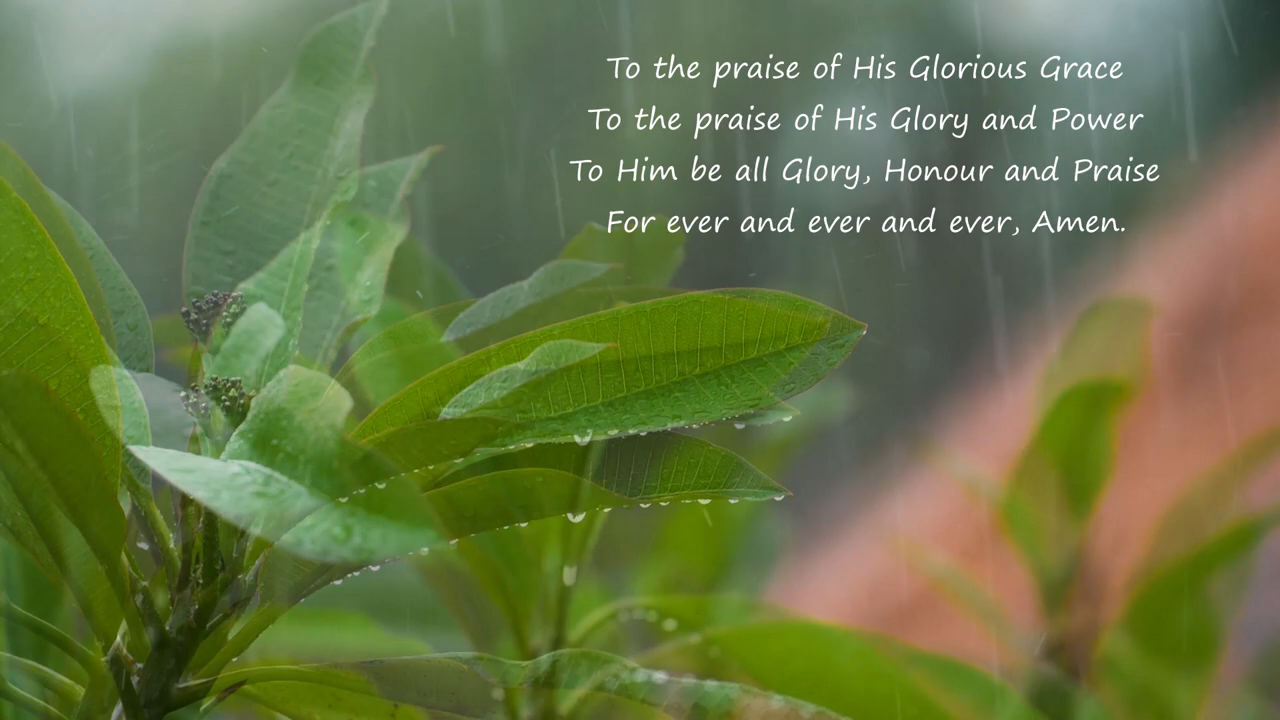 To the praise of His Glorious Grace
To the praise of His Glory and Power
To Him be all Glory, Honour and Praise
For ever and ever and ever, Amen.